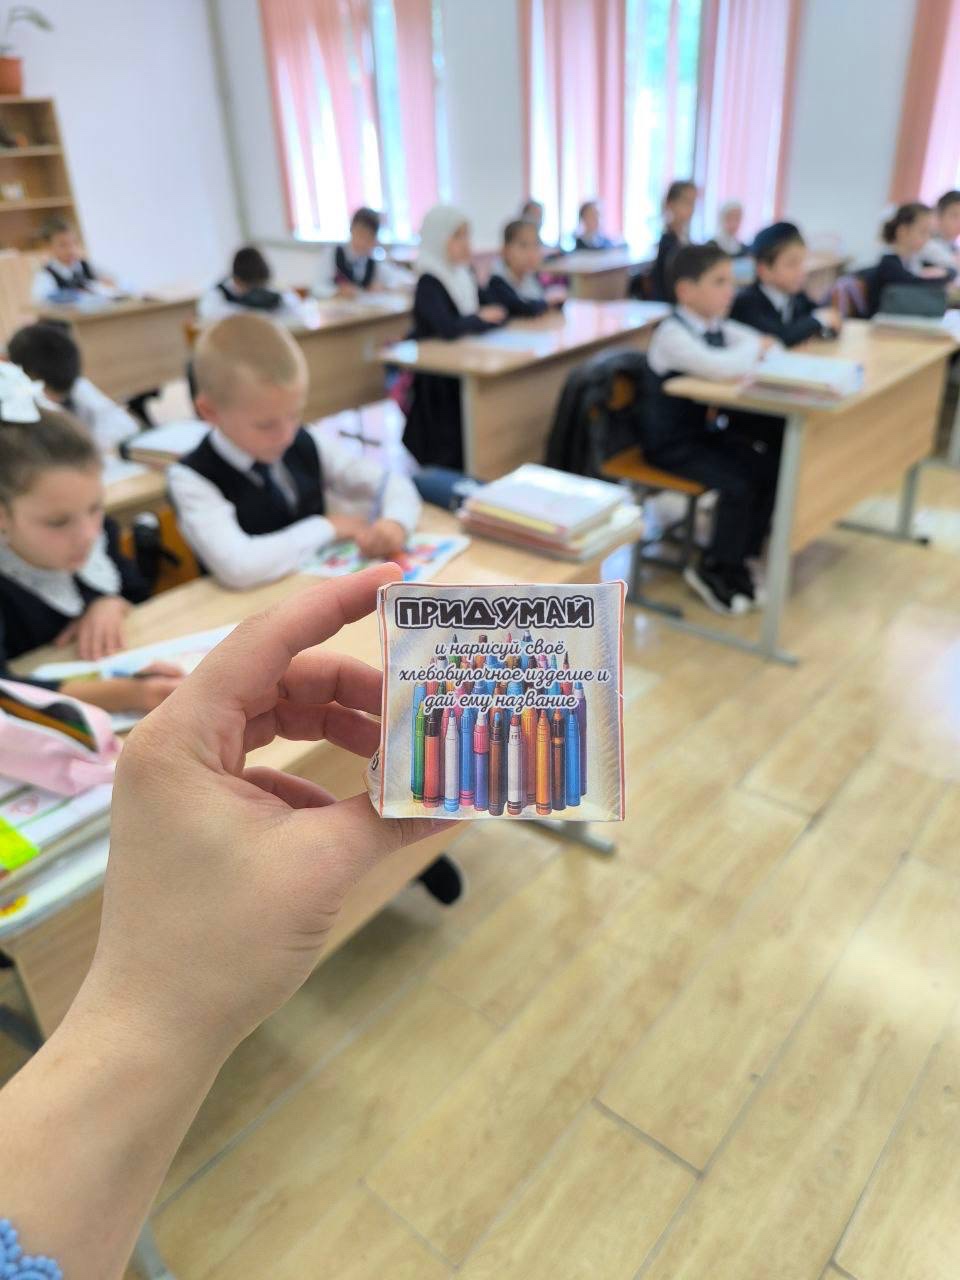 ПРИДУМАЙ
и нарисуй своё
хлебобулочное изделие и
дай ему название